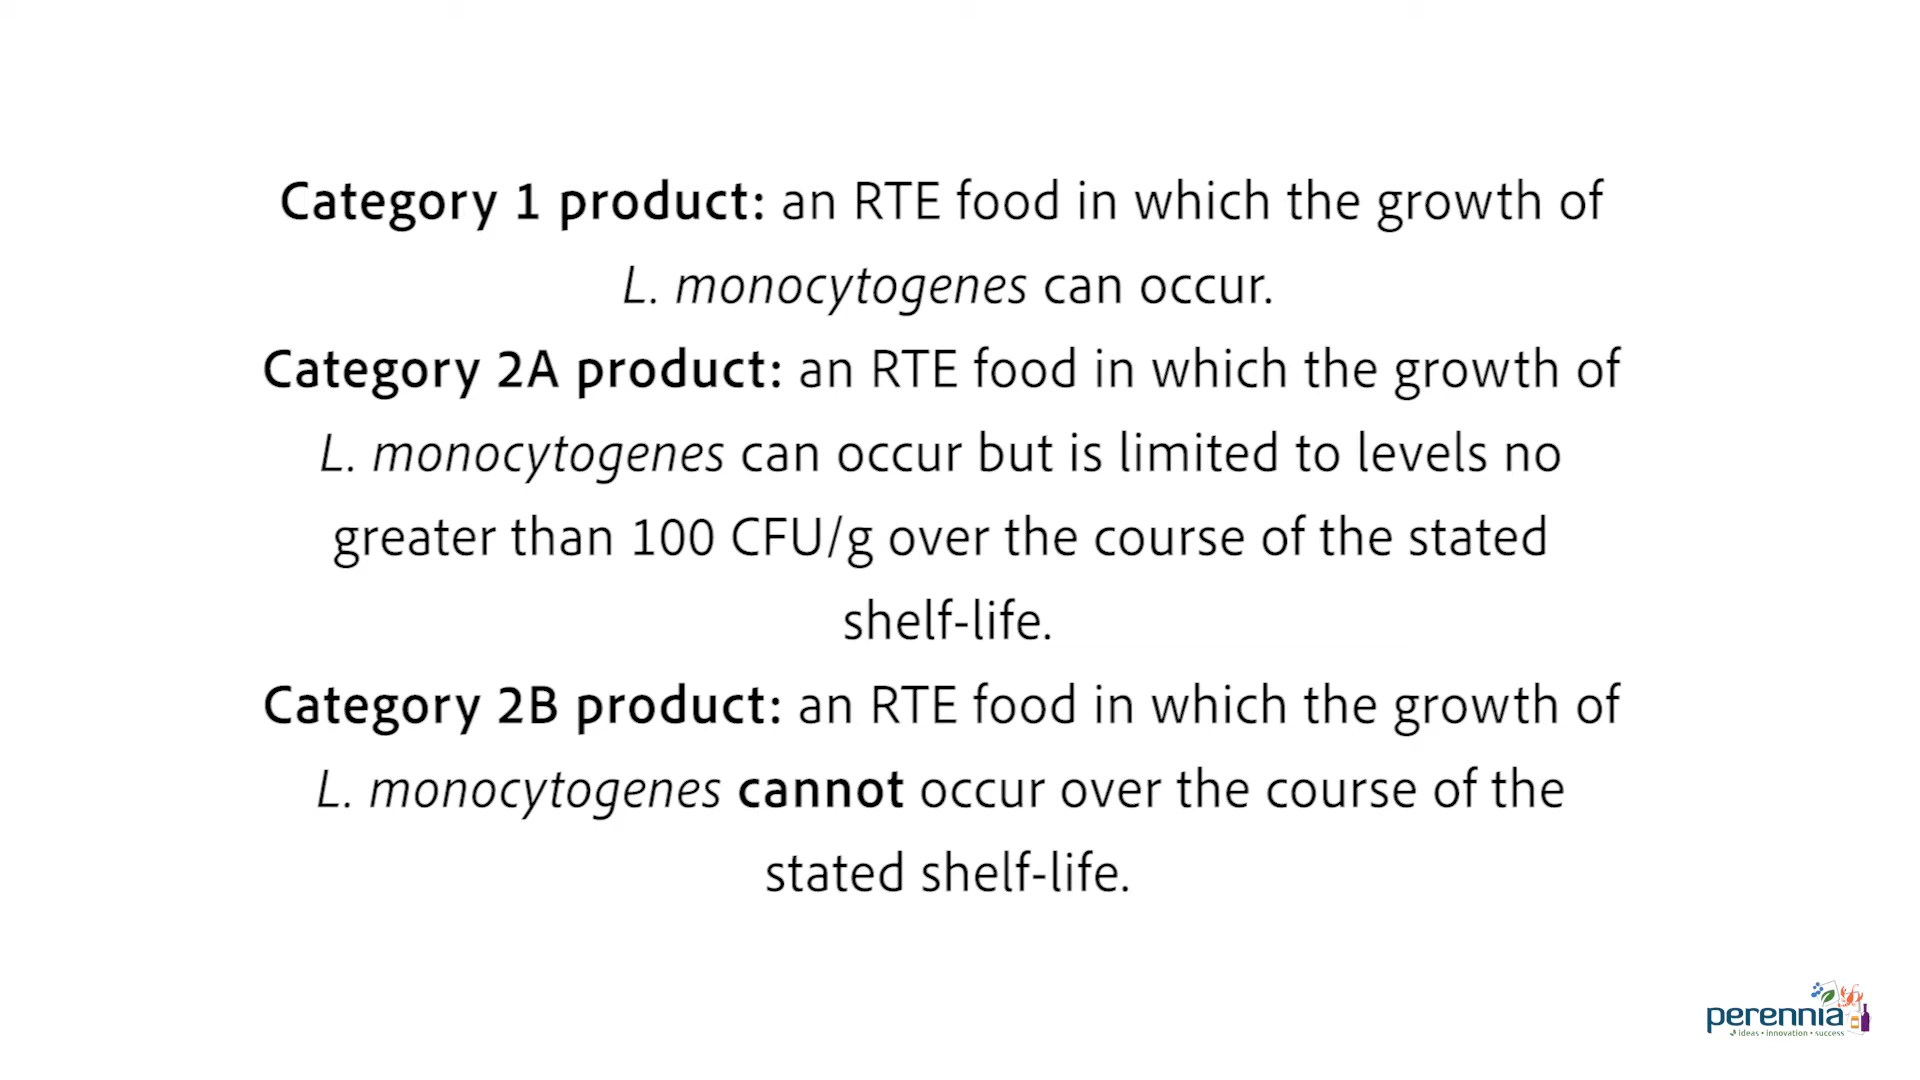 Category 1 product: an RTE food in which the growth of
L. monocytogenes can occur.
Category 2A product: an RTE food in which the growth of
L. monocytogenes can occur but is limited to levels no
greater than 100 CFU/g over the course of the stated
shelf-life.
Category 2B product: an RTE food in which the growth of
L. monocytogenes cannot occur over the course of the
stated shelf-life.
perennia
ideas • innovation • success